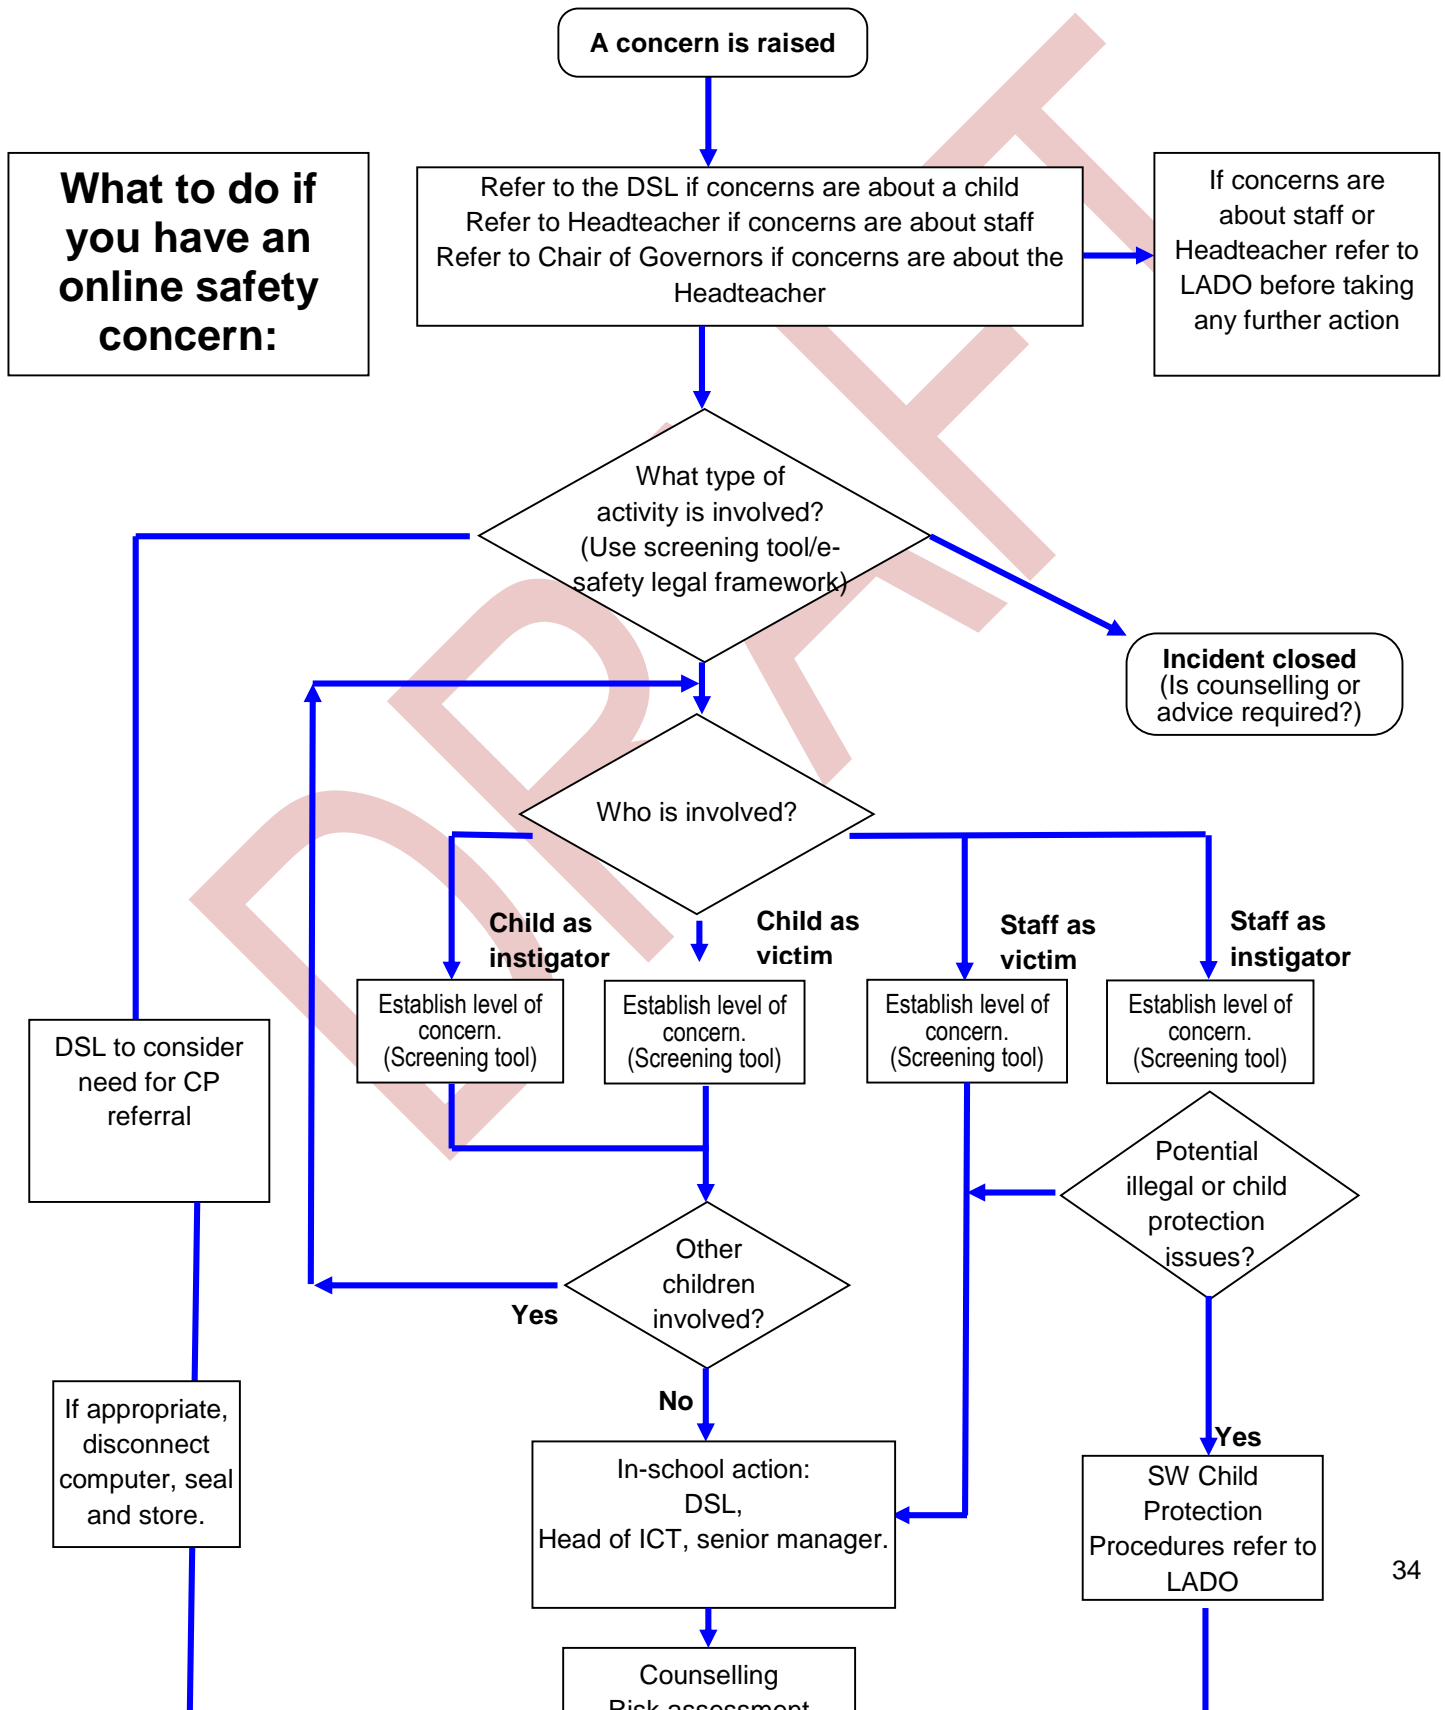 A concern is raised
What to do if
you have an
online safety
concern:
Refer to the DSL if concerns are about a child
Refer to Headteacher if concerns are about staff
Refer to Chair of Governors if concerns are about the
Headteacher
If concerns are
about staff or
Headteacher refer to
LADO before taking
any further action
What type of
activity is involved?
(Use screening tool/e-
safety legal framework)
Incident closed
(Is counselling or
advice required?)
Who is involved?
Child as
instigator
Child as
victim
Staff as
victim
Staff as
instigator
Establish level of
concern.
(Screening tool)
Establish level of
concern.
(Screening tool)
Establish level of
concern.
(Screening tool)
Establish level of
concern.
(Screening tool)
DSL to consider
need for CP
referral
Potential
illegal or child
protection
issues?
Other
children
involved?
Yes
No
If appropriate,
disconnect
computer, seal
and store.
In-school action:
DSL,
Head of ICT, senior manager.
Yes
SW Child
Protection
Procedures refer to
LADO
34
Counselling
Risk assessment
DRAFT